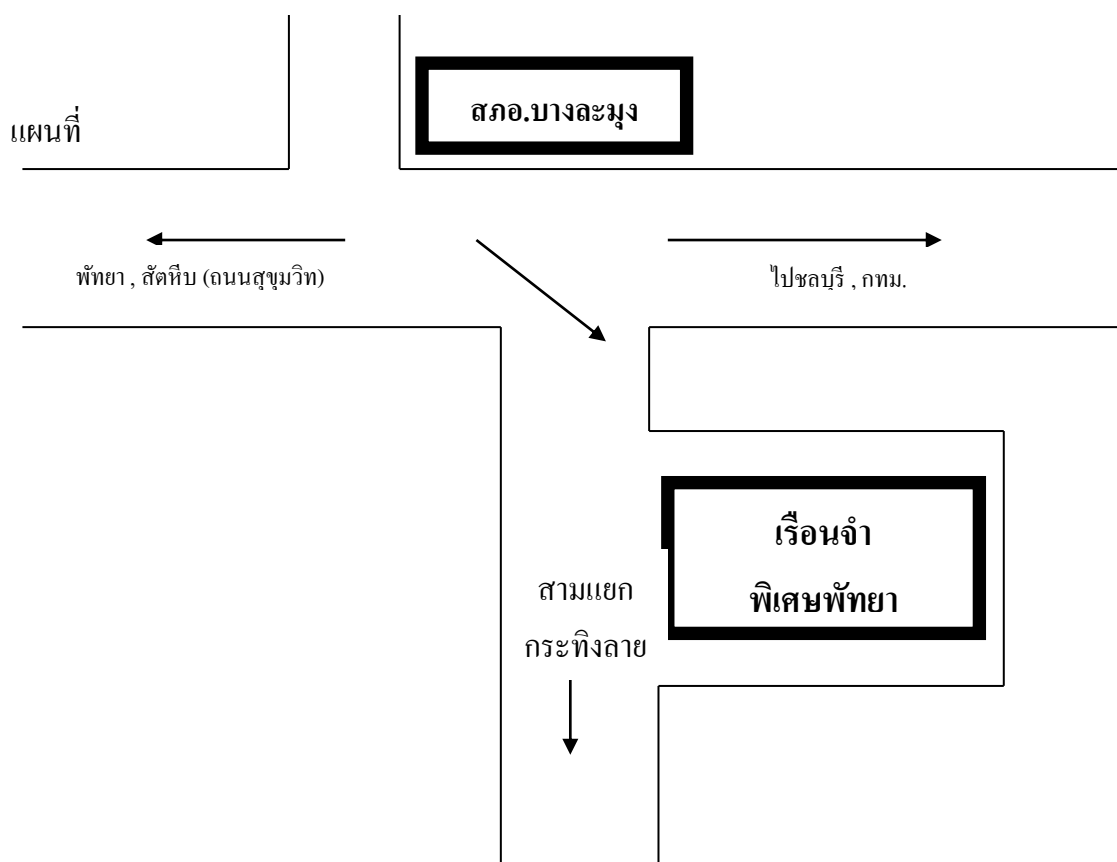 สภอ.บางละมุง
แผนที่
พัทยา , สัตหีบ (ถนนสุขุมวิท)
ไปชลบุรี , กทม.
เรือนจำ
พิเศษพัทยา
สามแยก
กระทิงลาย